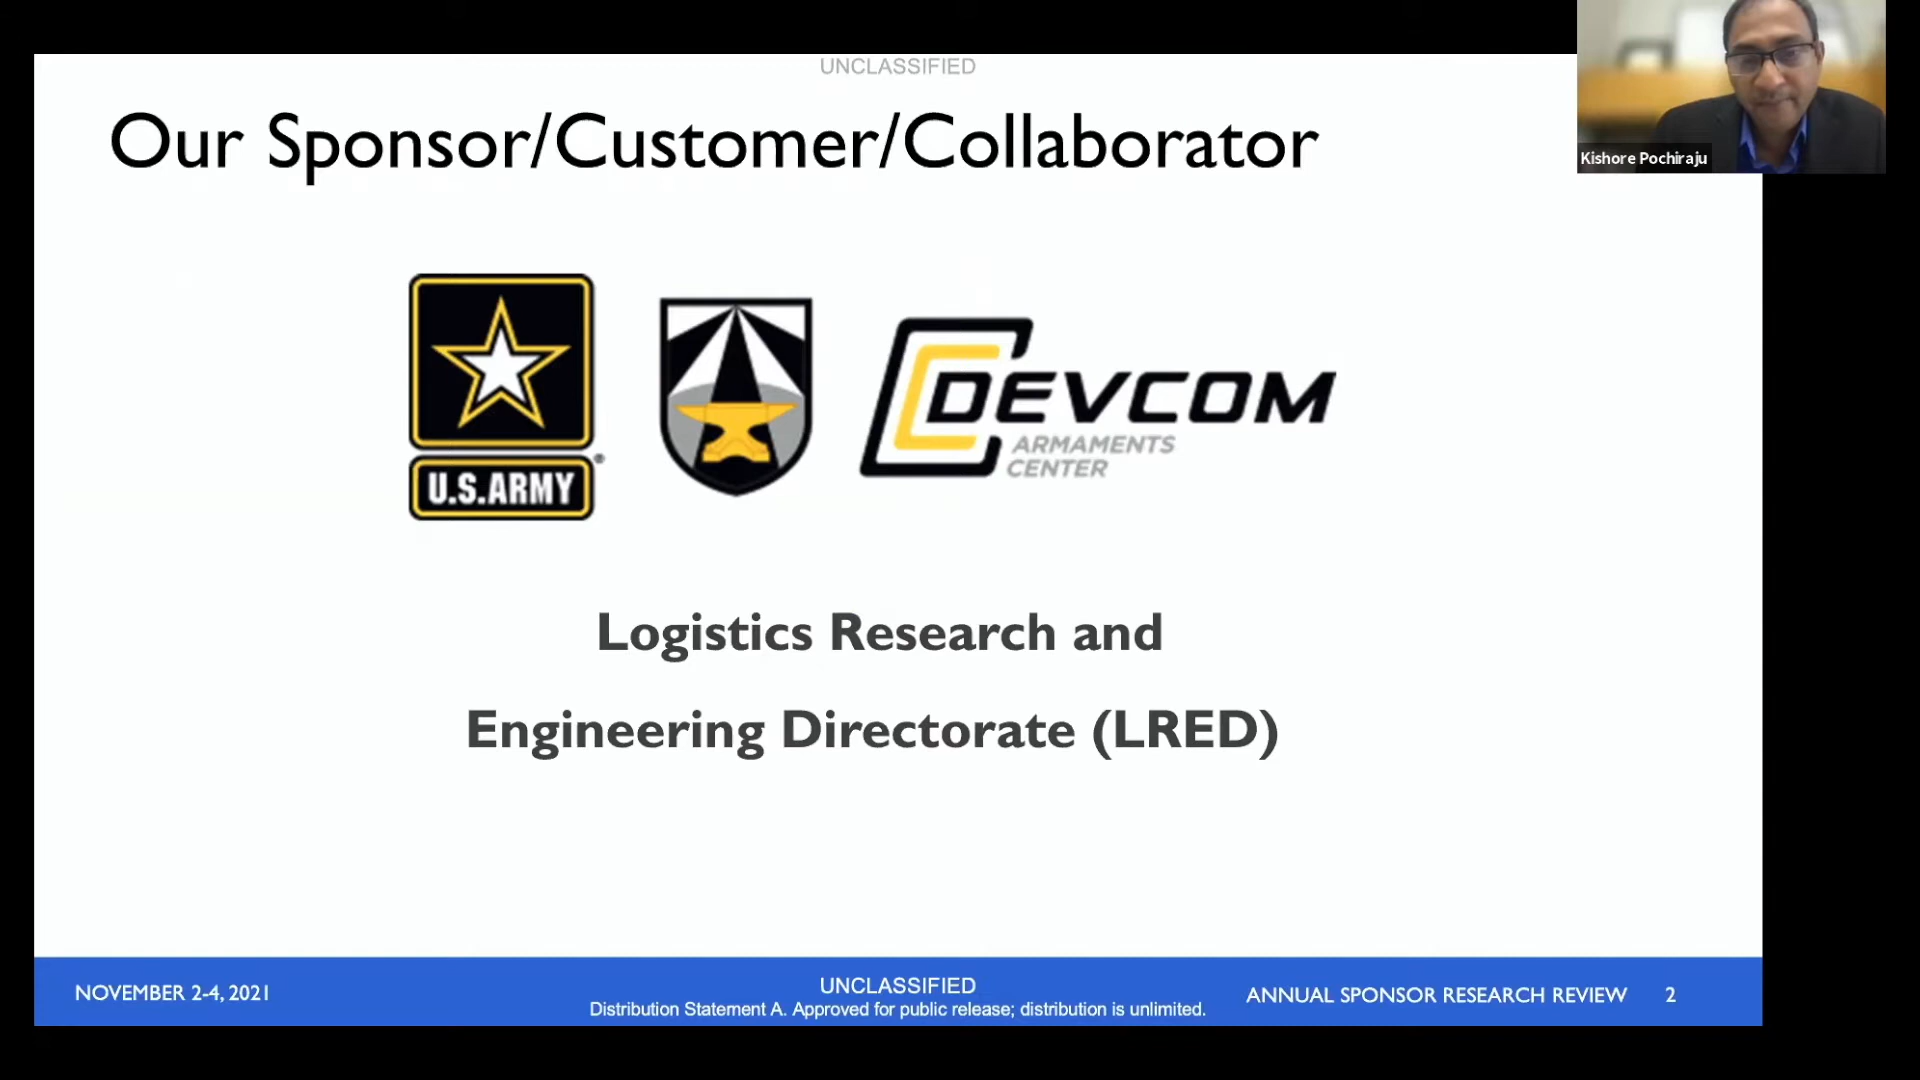 UNCLASSIFIED
Our Sponsor/Customer/Collaborator
Kishore Pochiraju
U.S.ARMY
®
DEVCOM
ARMAMENTS
CENTER
Logistics Research and
Engineering Directorate (LRED)
NOVEMBER 2-4, 2021
UNCLASSIFIED
Distribution Statement A. Approved for public release; distribution is unlimited.
ANNUAL SPONSOR RESEARCH REVIEW 2